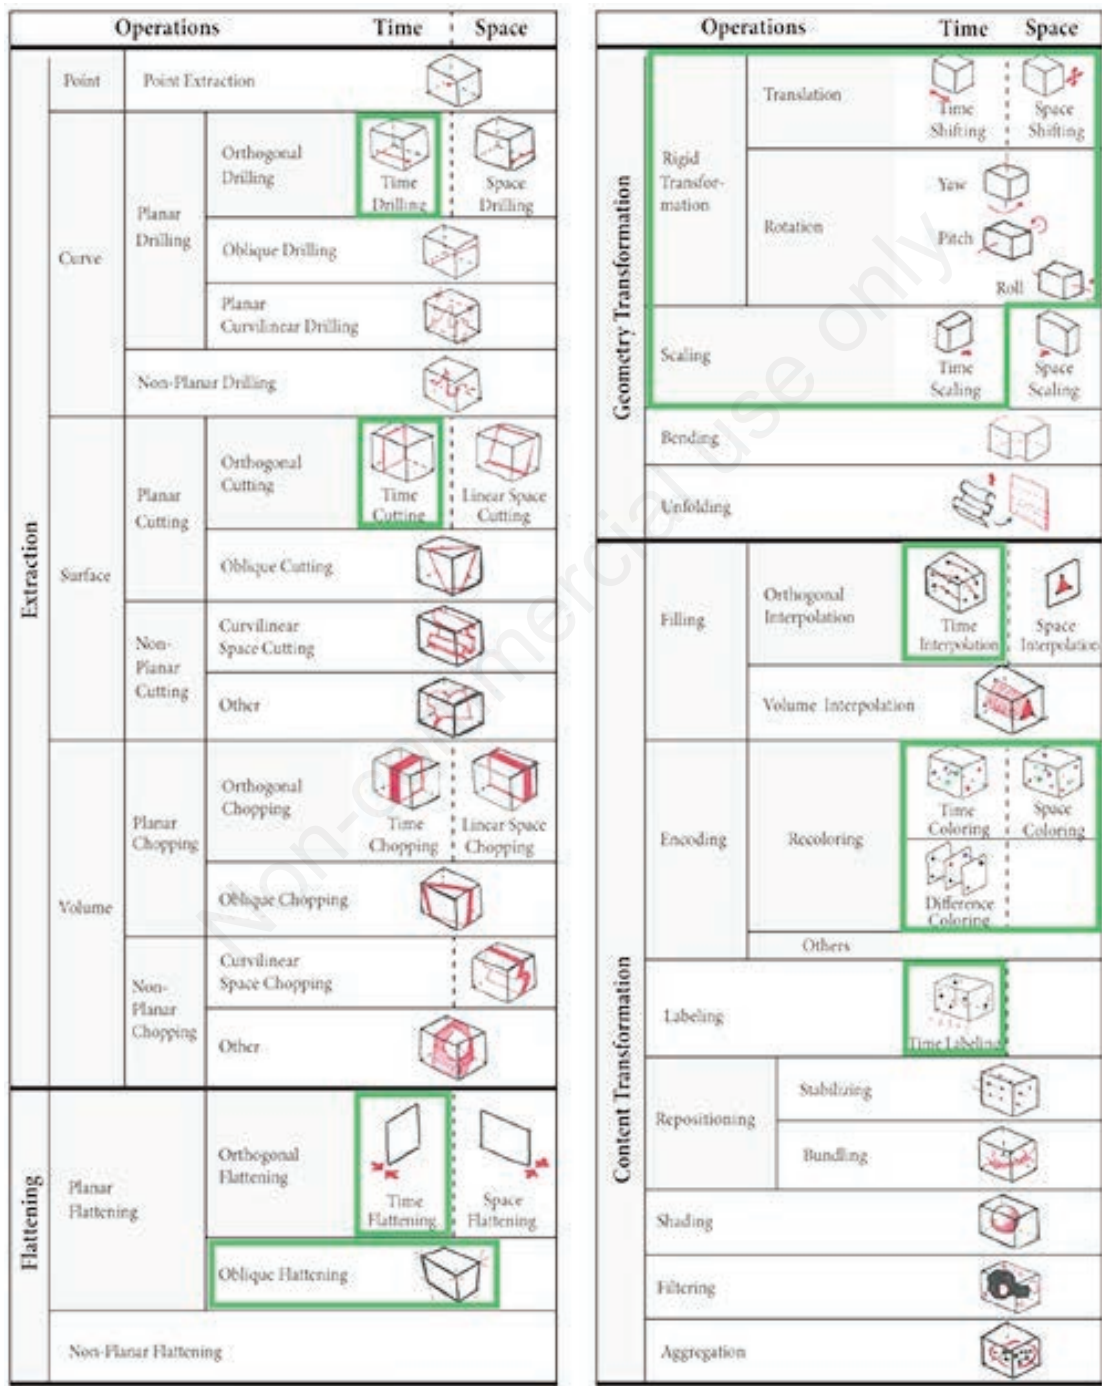 Operations Time Space
Extraction
Point
Point Extraction
Curve
Planar
Drilling
Orthogonal
Drilling
Time
Drilling
Space
Drilling
Oblique Drilling
Planar
Curvilinear Drilling
Non-Planar Drilling
Surface
Planar
Cutting
Orthogonal
Cutting
Time
Cutting
Linear Space
Cutting
Oblique Cutting
Non-
Planar
Cutting
Curvilinear
Space Cutting
Other
Volume
Planar
Chopping
Orthogonal
Chopping
Time
Chopping
Linear Space
Chopping
Oblique Chopping
Non-
Planar
Chopping
Curvilinear
Space Chopping
Other
Flattening
Planar
Flattening
Orthogonal
Flattening
Time
Flattening
Space
Flattening
Oblique Flattening
Non-Planar Flattening
Operations Time Space
Geometry Transformation
Rigid
Transfor-
mation
Translation
Time
Shifting
Space
Shifting
Rotation
Yaw
Pitch
Roll
Scaling
Time
Scaling
Space
Scaling
Bending
Unfolding
Content Transformation
Filling
Orthogonal
Interpolation
Time
Interpolation
Space
Interpolation
Volume Interpolation
Encoding
Recoloring
Time
Coloring
Space
Coloring
Difference
Coloring
Others
Labeling
Time Labeling
Repositioning
Stabilizing
Bundling
Shading
Filtering
Aggregation
Non-commercial use only